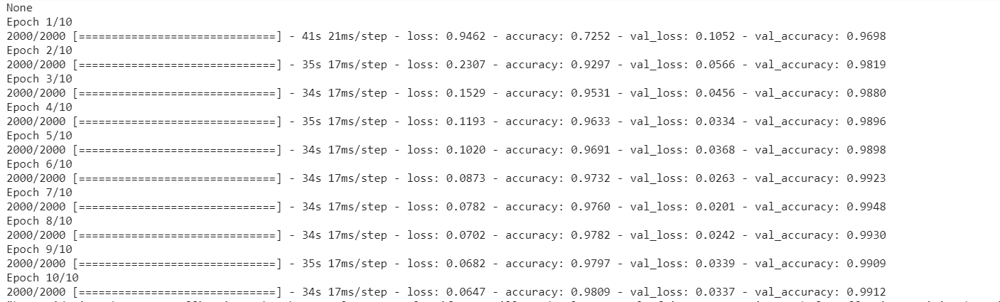 None
Epoch 1/10
2000/2000 [==============================] - 41s 21ms/step - loss: 0.9462 - accuracy: 0.7252 - val_loss: 0.1052 - val_accuracy: 0.9698
Epoch 2/10
2000/2000 [==============================] - 35s 17ms/step - loss: 0.2307 - accuracy: 0.9297 - val_loss: 0.0566 - val_accuracy: 0.9819
Epoch 3/10
2000/2000 [==============================] - 34s 17ms/step - loss: 0.1529 - accuracy: 0.9531 - val_loss: 0.0456 - val_accuracy: 0.9880
Epoch 4/10
2000/2000 [==============================] - 35s 17ms/step - loss: 0.1193 - accuracy: 0.9633 - val_loss: 0.0334 - val_accuracy: 0.9896
Epoch 5/10
2000/2000 [==============================] - 34s 17ms/step - loss: 0.1020 - accuracy: 0.9691 - val_loss: 0.0368 - val_accuracy: 0.9898
Epoch 6/10
2000/2000 [==============================] - 34s 17ms/step - loss: 0.0873 - accuracy: 0.9732 - val_loss: 0.0263 - val_accuracy: 0.9923
Epoch 7/10
2000/2000 [==============================] - 34s 17ms/step - loss: 0.0782 - accuracy: 0.9760 - val_loss: 0.0201 - val_accuracy: 0.9948
Epoch 8/10
2000/2000 [==============================] - 34s 17ms/step - loss: 0.0702 - accuracy: 0.9782 - val_loss: 0.0242 - val_accuracy: 0.9930
Epoch 9/10
2000/2000 [==============================] - 35s 17ms/step - loss: 0.0682 - accuracy: 0.9797 - val_loss: 0.0339 - val_accuracy: 0.9909
Epoch 10/10
2000/2000 [==============================] - 34s 17ms/step - loss: 0.0647 - accuracy: 0.9809 - val_loss: 0.0337 - val_accuracy: 0.9912